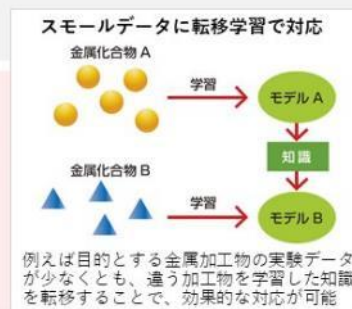 スモールデータに転移学習で対応
金属化合物 A
学習
モデル A
知識
金属化合物 B
学習
モデル B
例えば目的とする金属加工物の実験データ
が少なくとも、違う加工物を学習した知識
を転移することで、効果的な対応が可能